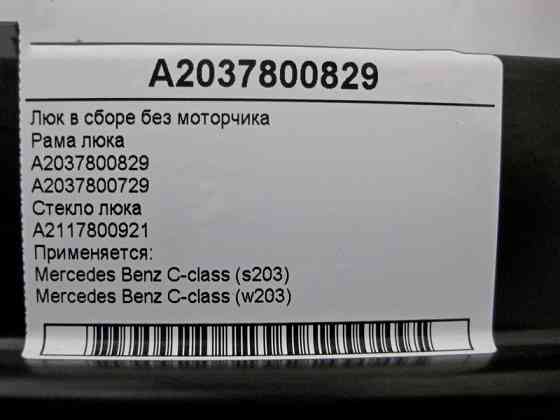 A2037800829
Люк в сборе без моторчика
Рама люка
A2037800829
A2037800729
Стекло люка
A2117800921
Применяется:
Mercedes Benz C-class (s203)
Mercedes Benz C-class (w203)